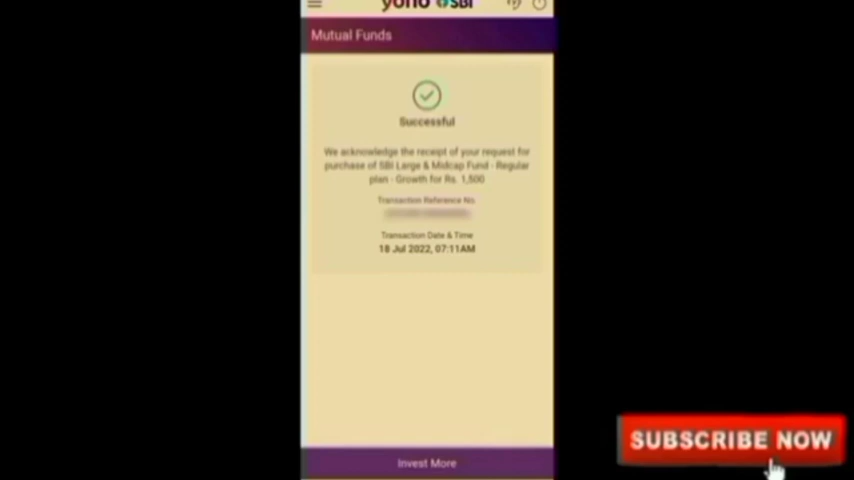 yono SBI
Mutual Funds
Successful
We acknowledge the receipt of your request for
purchase of SBI Large & Midcap Fund - Regular
plan - Growth for Rs. 1,500
Transaction Reference No.
Transaction Date & Time
18 Jul 2022, 07:11AM
Invest More
SUBSCRIBE NOW